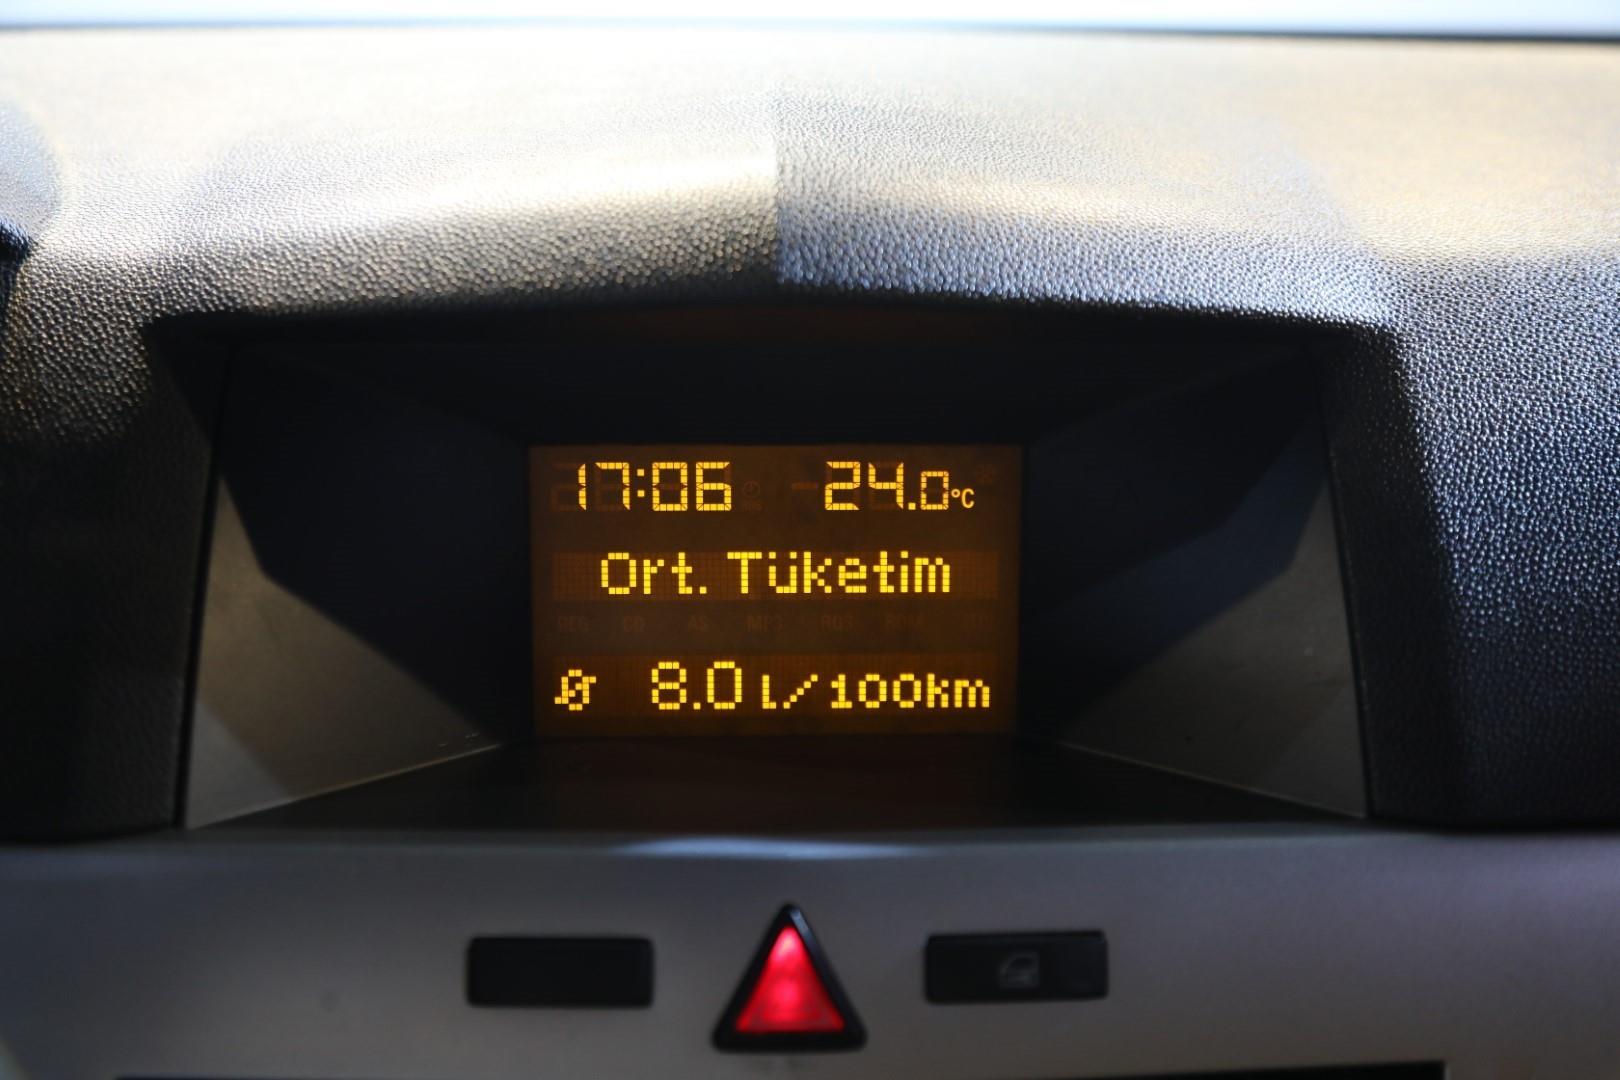 17:06 24.0°C
Ort. Tüketim
8.0 l/100km